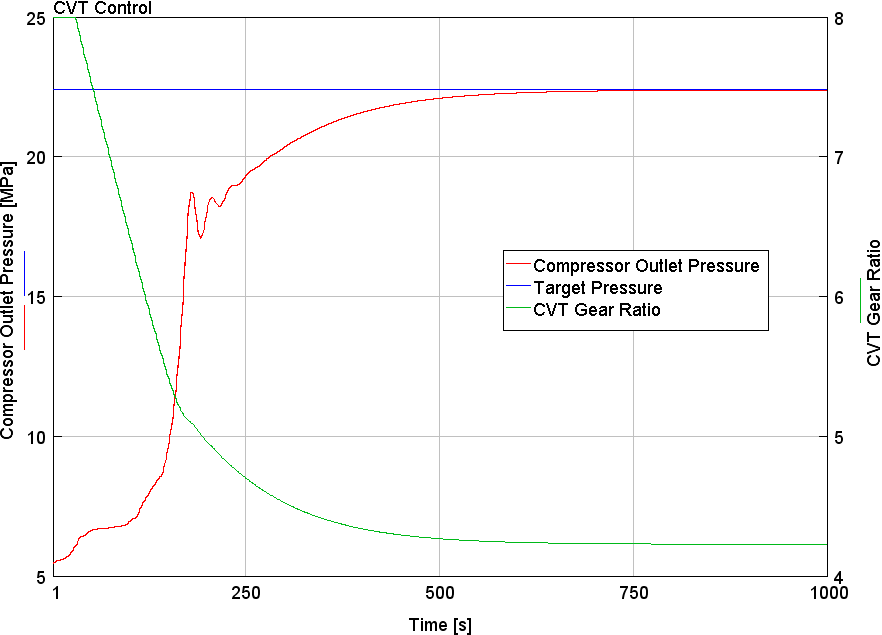 CVT Control
25
20
15
10
5
Compressor Outlet Pressure [MPa]
8
7
6
5
4
CVT Gear Ratio
Compressor Outlet Pressure
Target Pressure
CVT Gear Ratio
1 250 500 750 1000
Time [s]